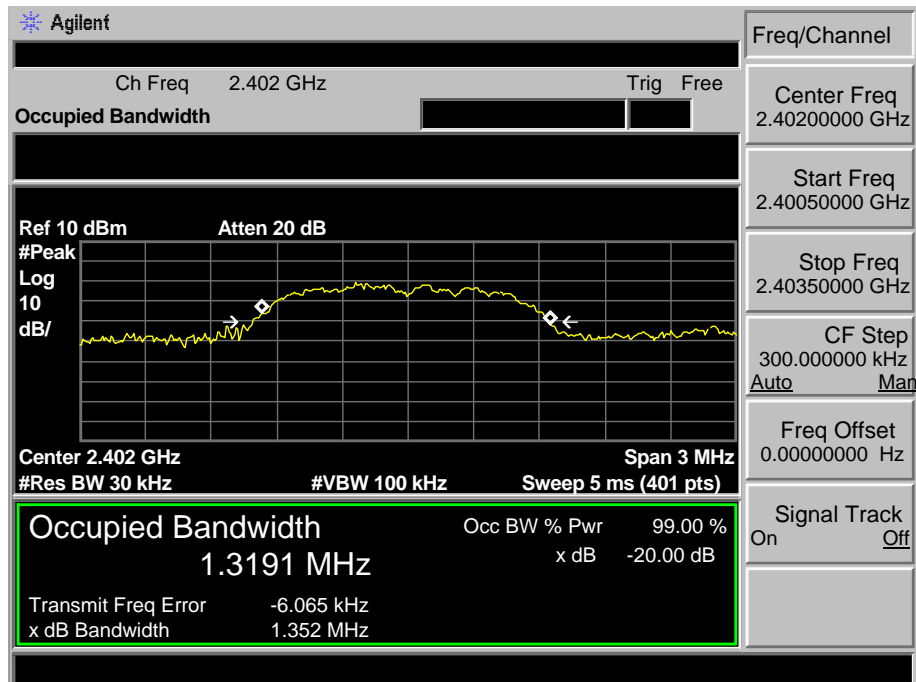 Agilent
Freq/Channel
Ch Freq 2.402 GHz Trig Free
Occupied Bandwidth
Center Freq
2.40200000 GHz
Start Freq
2.40050000 GHz
Stop Freq
2.40350000 GHz
CF Step
300.000000 kHz
Auto Man
Freq Offset
0.00000000 Hz
Signal Track
On Off
Ref 10 dBm Atten 20 dB
#Peak
Log
10
dB/
Center 2.402 GHz Span 3 MHz
#Res BW 30 kHz #VBW 100 kHz Sweep 5 ms (401 pts)
Occupied Bandwidth Occ BW % Pwr 99.00 %
1.3191 MHz x dB -20.00 dB
Transmit Freq Error -6.065 kHz
x dB Bandwidth 1.352 MHz